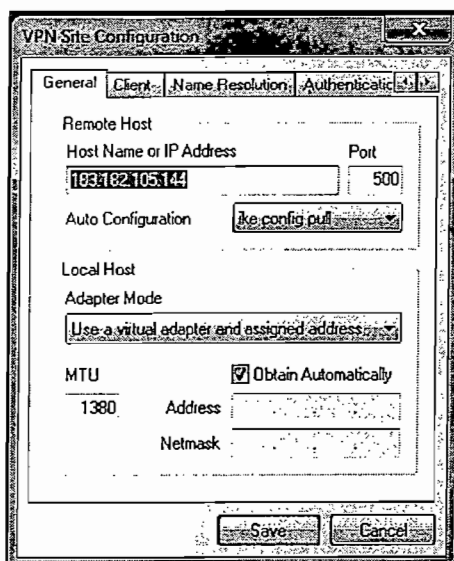 VPN Site Configuration
General Client Name Resolution Authenticatic
Remote Host
Host Name or IP Address Port
193.182.105.144 500
Auto Configuration ike config pull
Local Host
Adapter Mode
Use a virtual adapter and assigned address
MTU Obtain Automatically
1380 Address
Netmask
Save Cancel